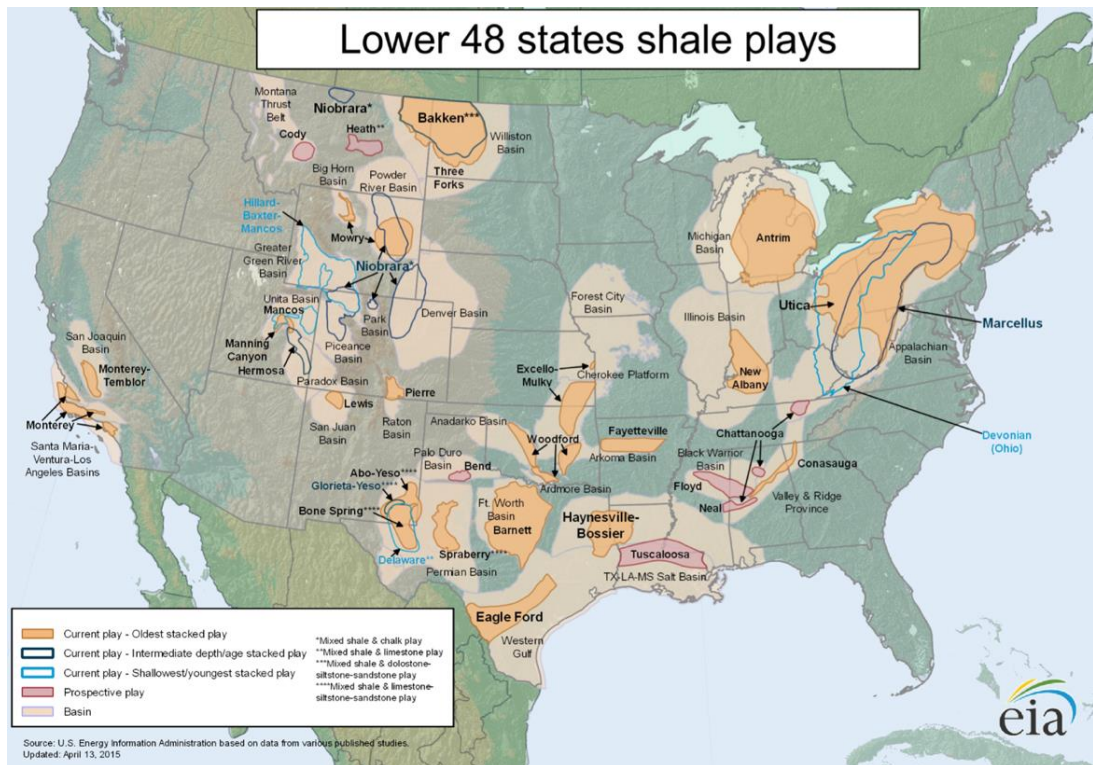 Lower 48 states shale plays
Montana
Thrust
Belt
Niobrara*
Bakken***
Cody
Heath**
Williston
Basin
Big Horn
Basin
Powder
River Basin
Three
Forks
Hillard-
Baxter-
Mancos
Mowry
Greater
Green River
Basin
Niobrara*
Michigan
Basin
Antrim
Unita Basin
Mancos
Park
Basin
Denver Basin
Forest City
Basin
Illinois Basin
Utica
Marcellus
San Joaquin
Basin
Manning
Canyon
Hermosa
Piceance
Basin
Appalachian
Basin
Monterey-
Temblor
Paradox Basin
Excello-
Mulky
Cherokee Platform
New
Albany
Lewis
Pierre
Monterey
San Juan
Basin
Raton
Basin
Anadarko Basin
Woodford
Fayetteville
Chattanooga
Devonian
(Ohio)
Santa Maria-
Ventura-Los
Angeles Basins
Palo Duro
Basin
Bend
Arkoma Basin
Black Warrior
Basin
Conasauga
Abo-Yeso****
Glorieta-Yeso****
Ardmore Basin
Floyd
Bone Spring****
Ft. Worth
Basin
Barnett
Haynesville-
Bossier
Neal
Valley & Ridge
Province
Delaware**
Spraberry****
Permian Basin
Tuscaloosa
TX-LA-MS Salt Basin
Eagle Ford
Western
Gulf
Current play - Oldest stacked play
Current play - Intermediate depth/age stacked play
Current play - Shallowest/youngest stacked play
Prospective play
Basin
*Mixed shale & chalk play
**Mixed shale & limestone play
***Mixed shale & dolostone-
siltstone-sandstone play
****Mixed shale & limestone-
siltstone-sandstone play
eia
Source: U.S. Energy Information Administration based on data from various published studies.
Updated: April 13, 2015